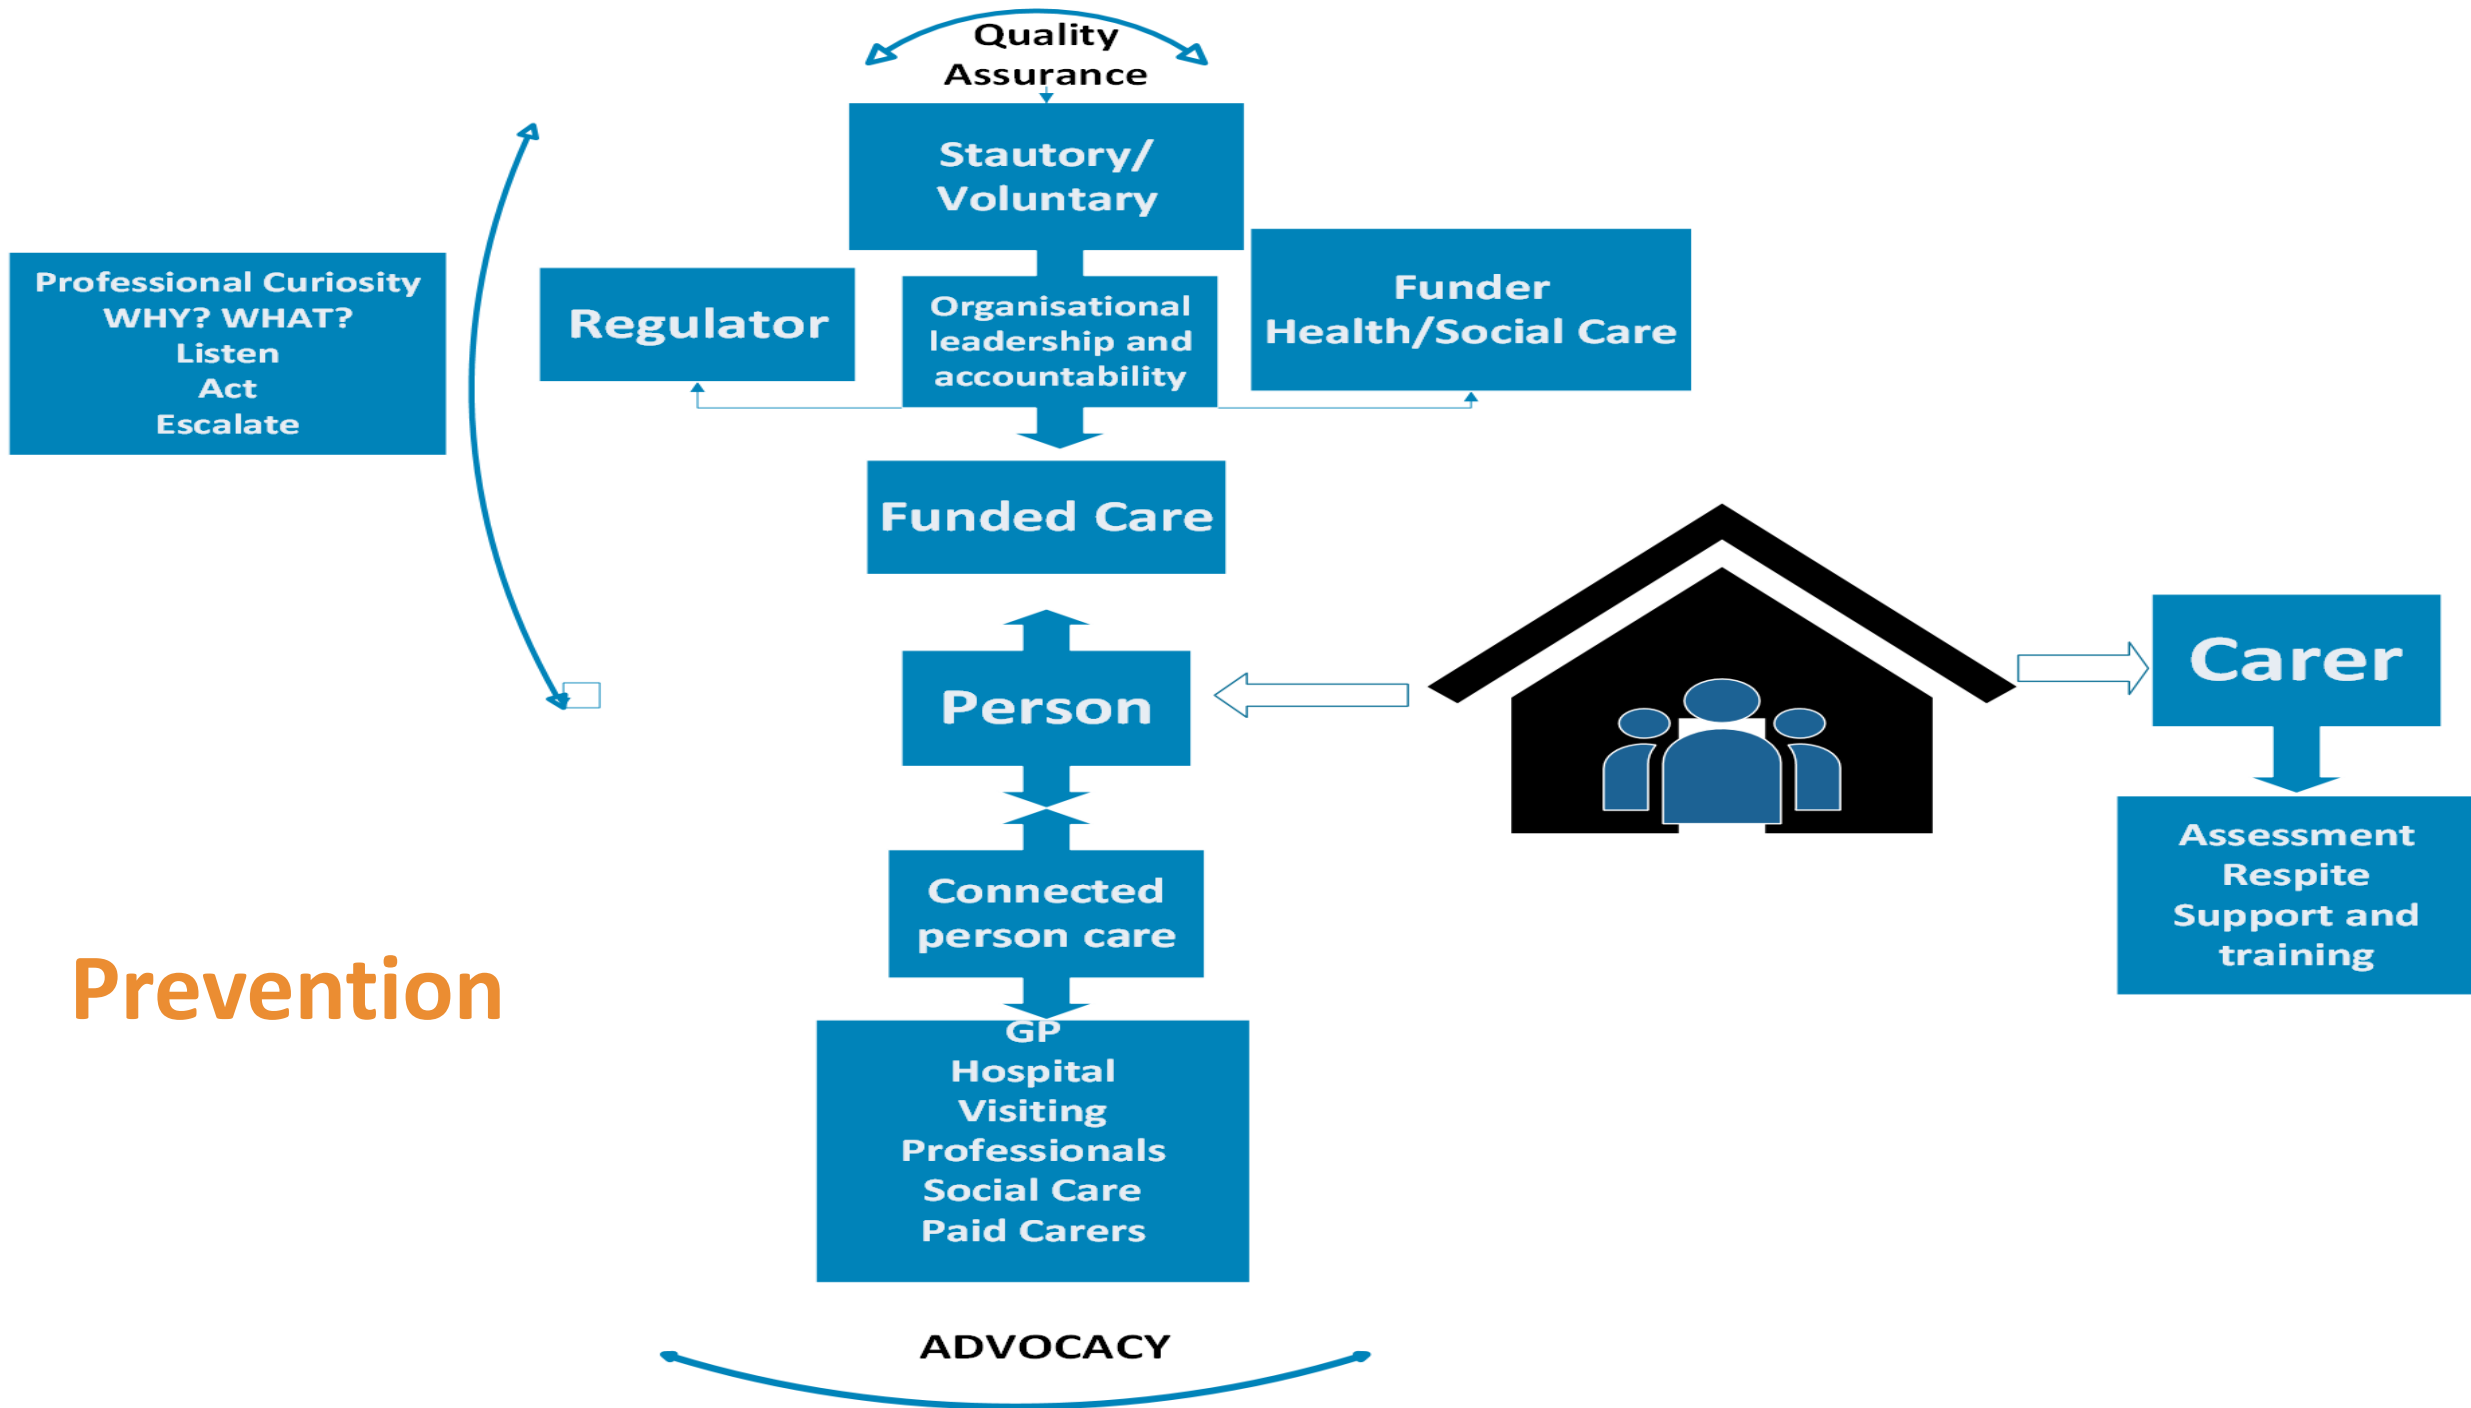 Quality
Assurance
Stautory/
Voluntary
Professional Curiosity
WHY? WHAT?
Listen
Act
Escalate
Regulator
Organisational
leadership and
accountability
Funder
Health/Social Care
Funded Care
Person
Carer
Connected
person care
Assessment
Respite
Support and
training
Prevention
GP
Hospital
Visiting
Professionals
Social Care
Paid Carers
ADVOCACY